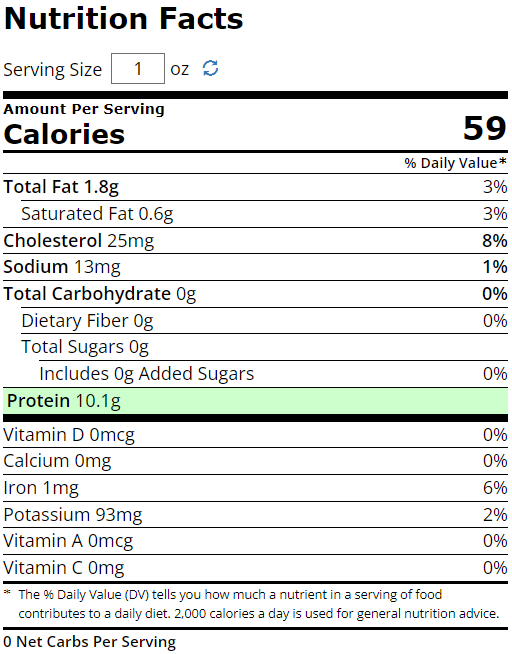 Nutrition Facts
Serving Size 1 oz
Amount Per Serving
Calories 59
% Daily Value*
Total Fat 1.8g 3%
Saturated Fat 0.6g 3%
Cholesterol 25mg 8%
Sodium 13mg 1%
Total Carbohydrate 0g 0%
Dietary Fiber 0g 0%
Total Sugars 0g
Includes 0g Added Sugars 0%
Protein 10.1g
Vitamin D 0mcg 0%
Calcium 0mg 0%
Iron 1mg 6%
Potassium 93mg 2%
Vitamin A 0mcg 0%
Vitamin C 0mg 0%
* The % Daily Value (DV) tells you how much a nutrient in a serving of food
contributes to a daily diet. 2,000 calories a day is used for general nutrition advice.
0 Net Carbs Per Serving